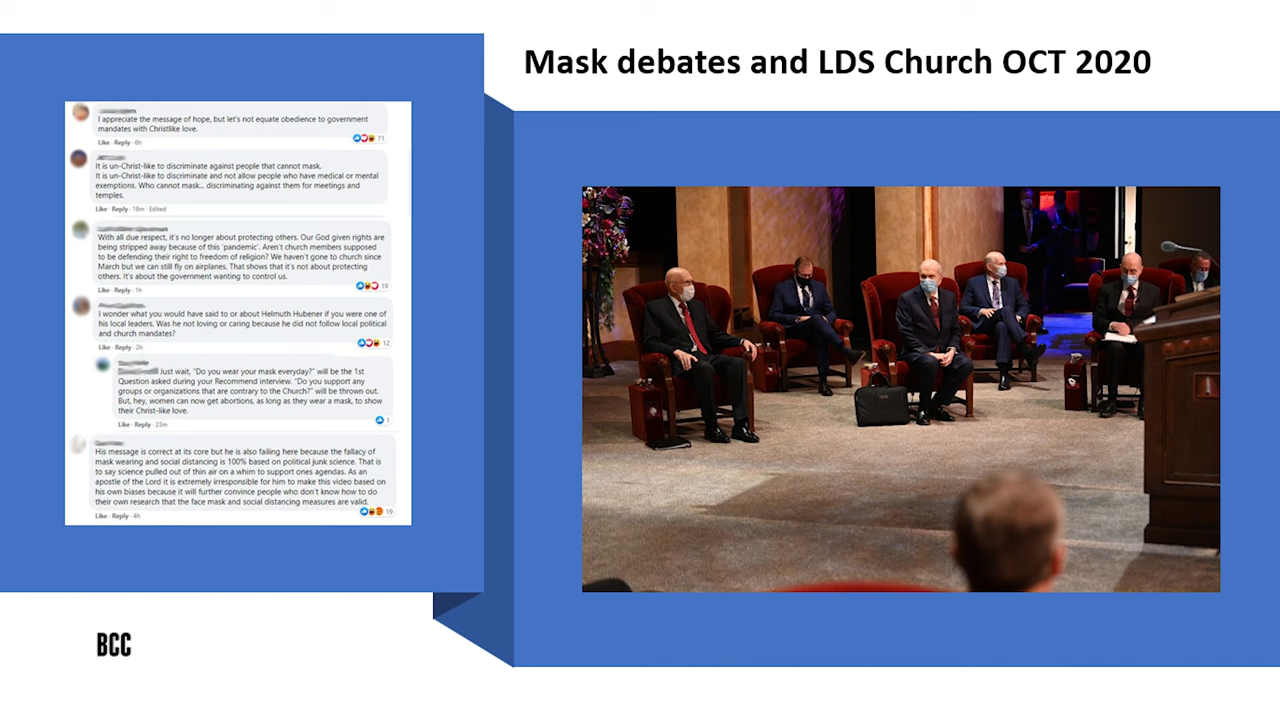 Mask debates and LDS Church OCT 2020
I appreciate the message of hope, but let's not equate obedience to government
mandates with Christlike love.
71
Like · Reply · 6h
It is un-Christ-like to discriminate against people that cannot mask.
It is un-Christ-like to discriminate and not allow people who have medical or mental
exemptions. Who cannot mask... discriminating against them for meetings and
temples.
Like · Reply · 18m · Edited
With all due respect, it's no longer about protecting others. Our God given rights are
being stripped away because of this 'pandemic'. Aren't church members supposed
to be defending their right to freedom of religion? We haven't gone to church since
March but we can still fly on airplanes. That shows that it's not about protecting
others. It's about the government wanting to control us.
19
Like · Reply · 1h
I wonder what you would have said to or about Helmuth Hubener if you were one of
his local leaders. Was he not loving or caring because he did not follow local political
and church mandates?
12
Like · Reply · 2h
Just wait, "Do you wear your mask everyday?" will be the 1st
Question asked during your Recommend interview. "Do you support any
groups or organizations that are contrary to the Church?" will be thrown out.
But, hey, women can now get abortions, as long as they wear a mask, to show
their Christ-like love.
1
Like · Reply · 23m
His message is correct at its core but he is also failing here because the fallacy of
mask wearing and social distancing is 100% based on political junk science. That is
to say science pulled out of thin air on a whim to support ones agendas. As an
apostle of the Lord it is extremely irresponsible for him to make this video based on
his own biases because it will further convince people who don't know how to do
their own research that the face mask and social distancing measures are valid.
19
Like · Reply · 4h
BCC